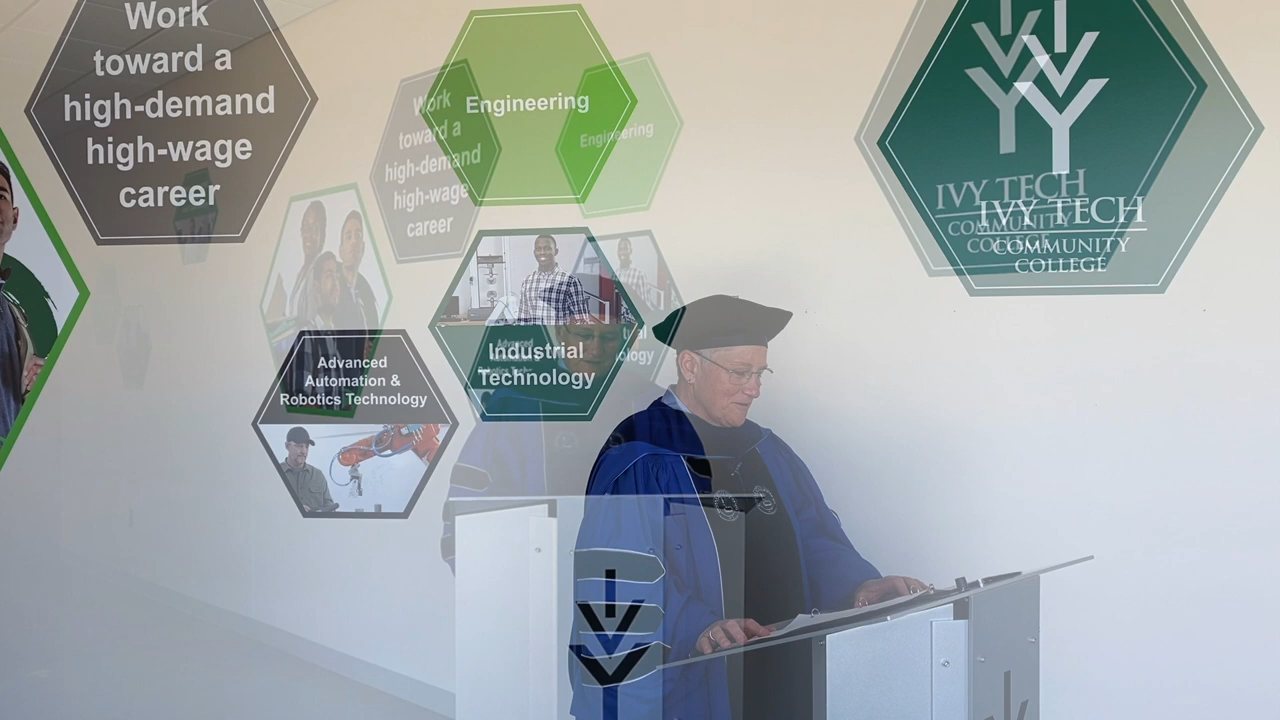 Work
toward a
high-demand
high-wage
career
Work
toward a
high-demand
high-wage
career
Engineering
Engineering
Industrial
Technology
Advanced
Automation &
Robotics Technology
IVY TECH
COMMUNITY
COLLEGE
IVY TECH
COMMUNITY
COLLEGE